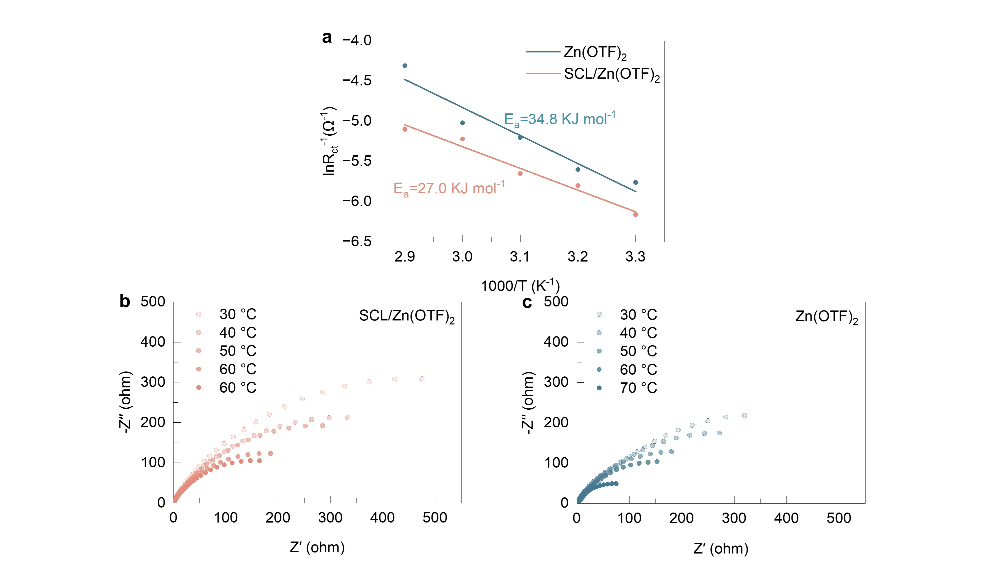 a
−4.0
−4.5
−5.0
−5.5
−6.0
−6.5
lnR_ct^-1(Ω^-1)
Zn(OTF)₂
SCL/Zn(OTF)₂
Eₐ=34.8 KJ mol⁻¹
Eₐ=27.0 KJ mol⁻¹
2.9 3.0 3.1 3.2 3.3
1000/T (K⁻¹)
b
500
400
300
200
100
0
-Z″ (ohm)
30 °C
40 °C
50 °C
60 °C
60 °C
SCL/Zn(OTF)₂
0 100 200 300 400 500
Z′ (ohm)
c
500
400
300
200
100
0
-Z″ (ohm)
30 °C
40 °C
50 °C
60 °C
70 °C
Zn(OTF)₂
0 100 200 300 400 500
Z′ (ohm)